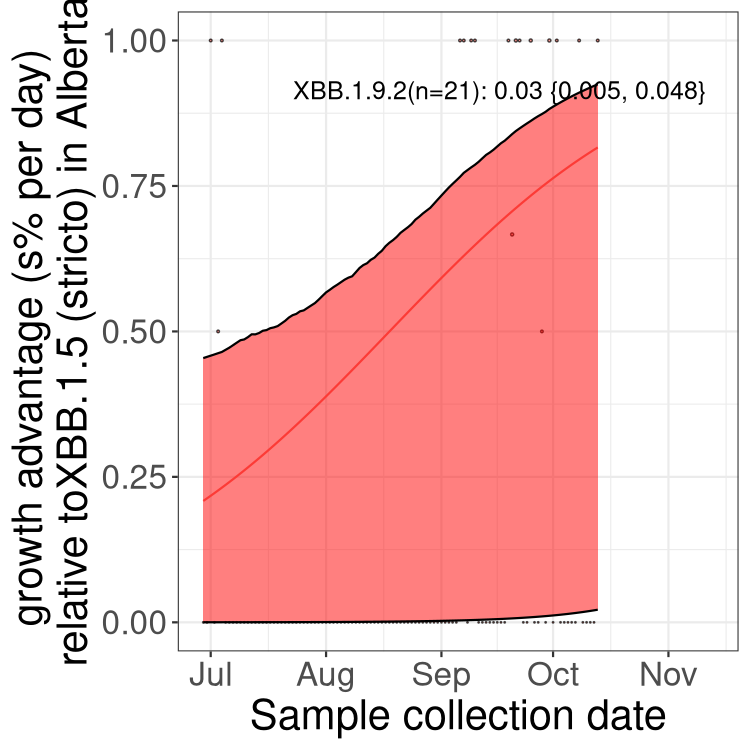 growth advantage (s% per day)
relative toXBB.1.5 (stricto) in Alberta
1.00
0.75
0.50
0.25
0.00
XBB.1.9.2(n=21): 0.03 {0.005, 0.048}
Jul Aug Sep Oct Nov
Sample collection date